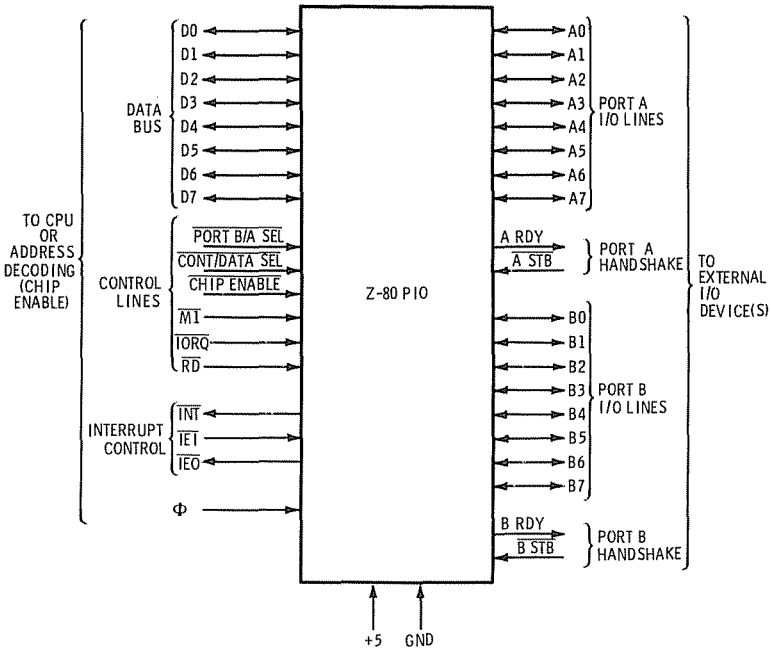 D0
D1
D2
D3
D4
D5
D6
D7
DATA
BUS
TO CPU
OR
ADDRESS
DECODING
(CHIP
ENABLE)
CONTROL
LINES
PORT B/A SEL
CONT/DATA SEL
CHIP ENABLE
M1
IORQ
RD
INTERRUPT
CONTROL
INT
IEI
IEO
Φ
Z-80 PIO
+5
GND
A0
A1
A2
A3
A4
A5
A6
A7
PORT A
I/O LINES
A RDY
A STB
PORT A
HANDSHAKE
TO
EXTERNAL
I/O
DEVICE(S)
B0
B1
B2
B3
B4
B5
B6
B7
PORT B
I/O LINES
B RDY
B STB
PORT B
HANDSHAKE